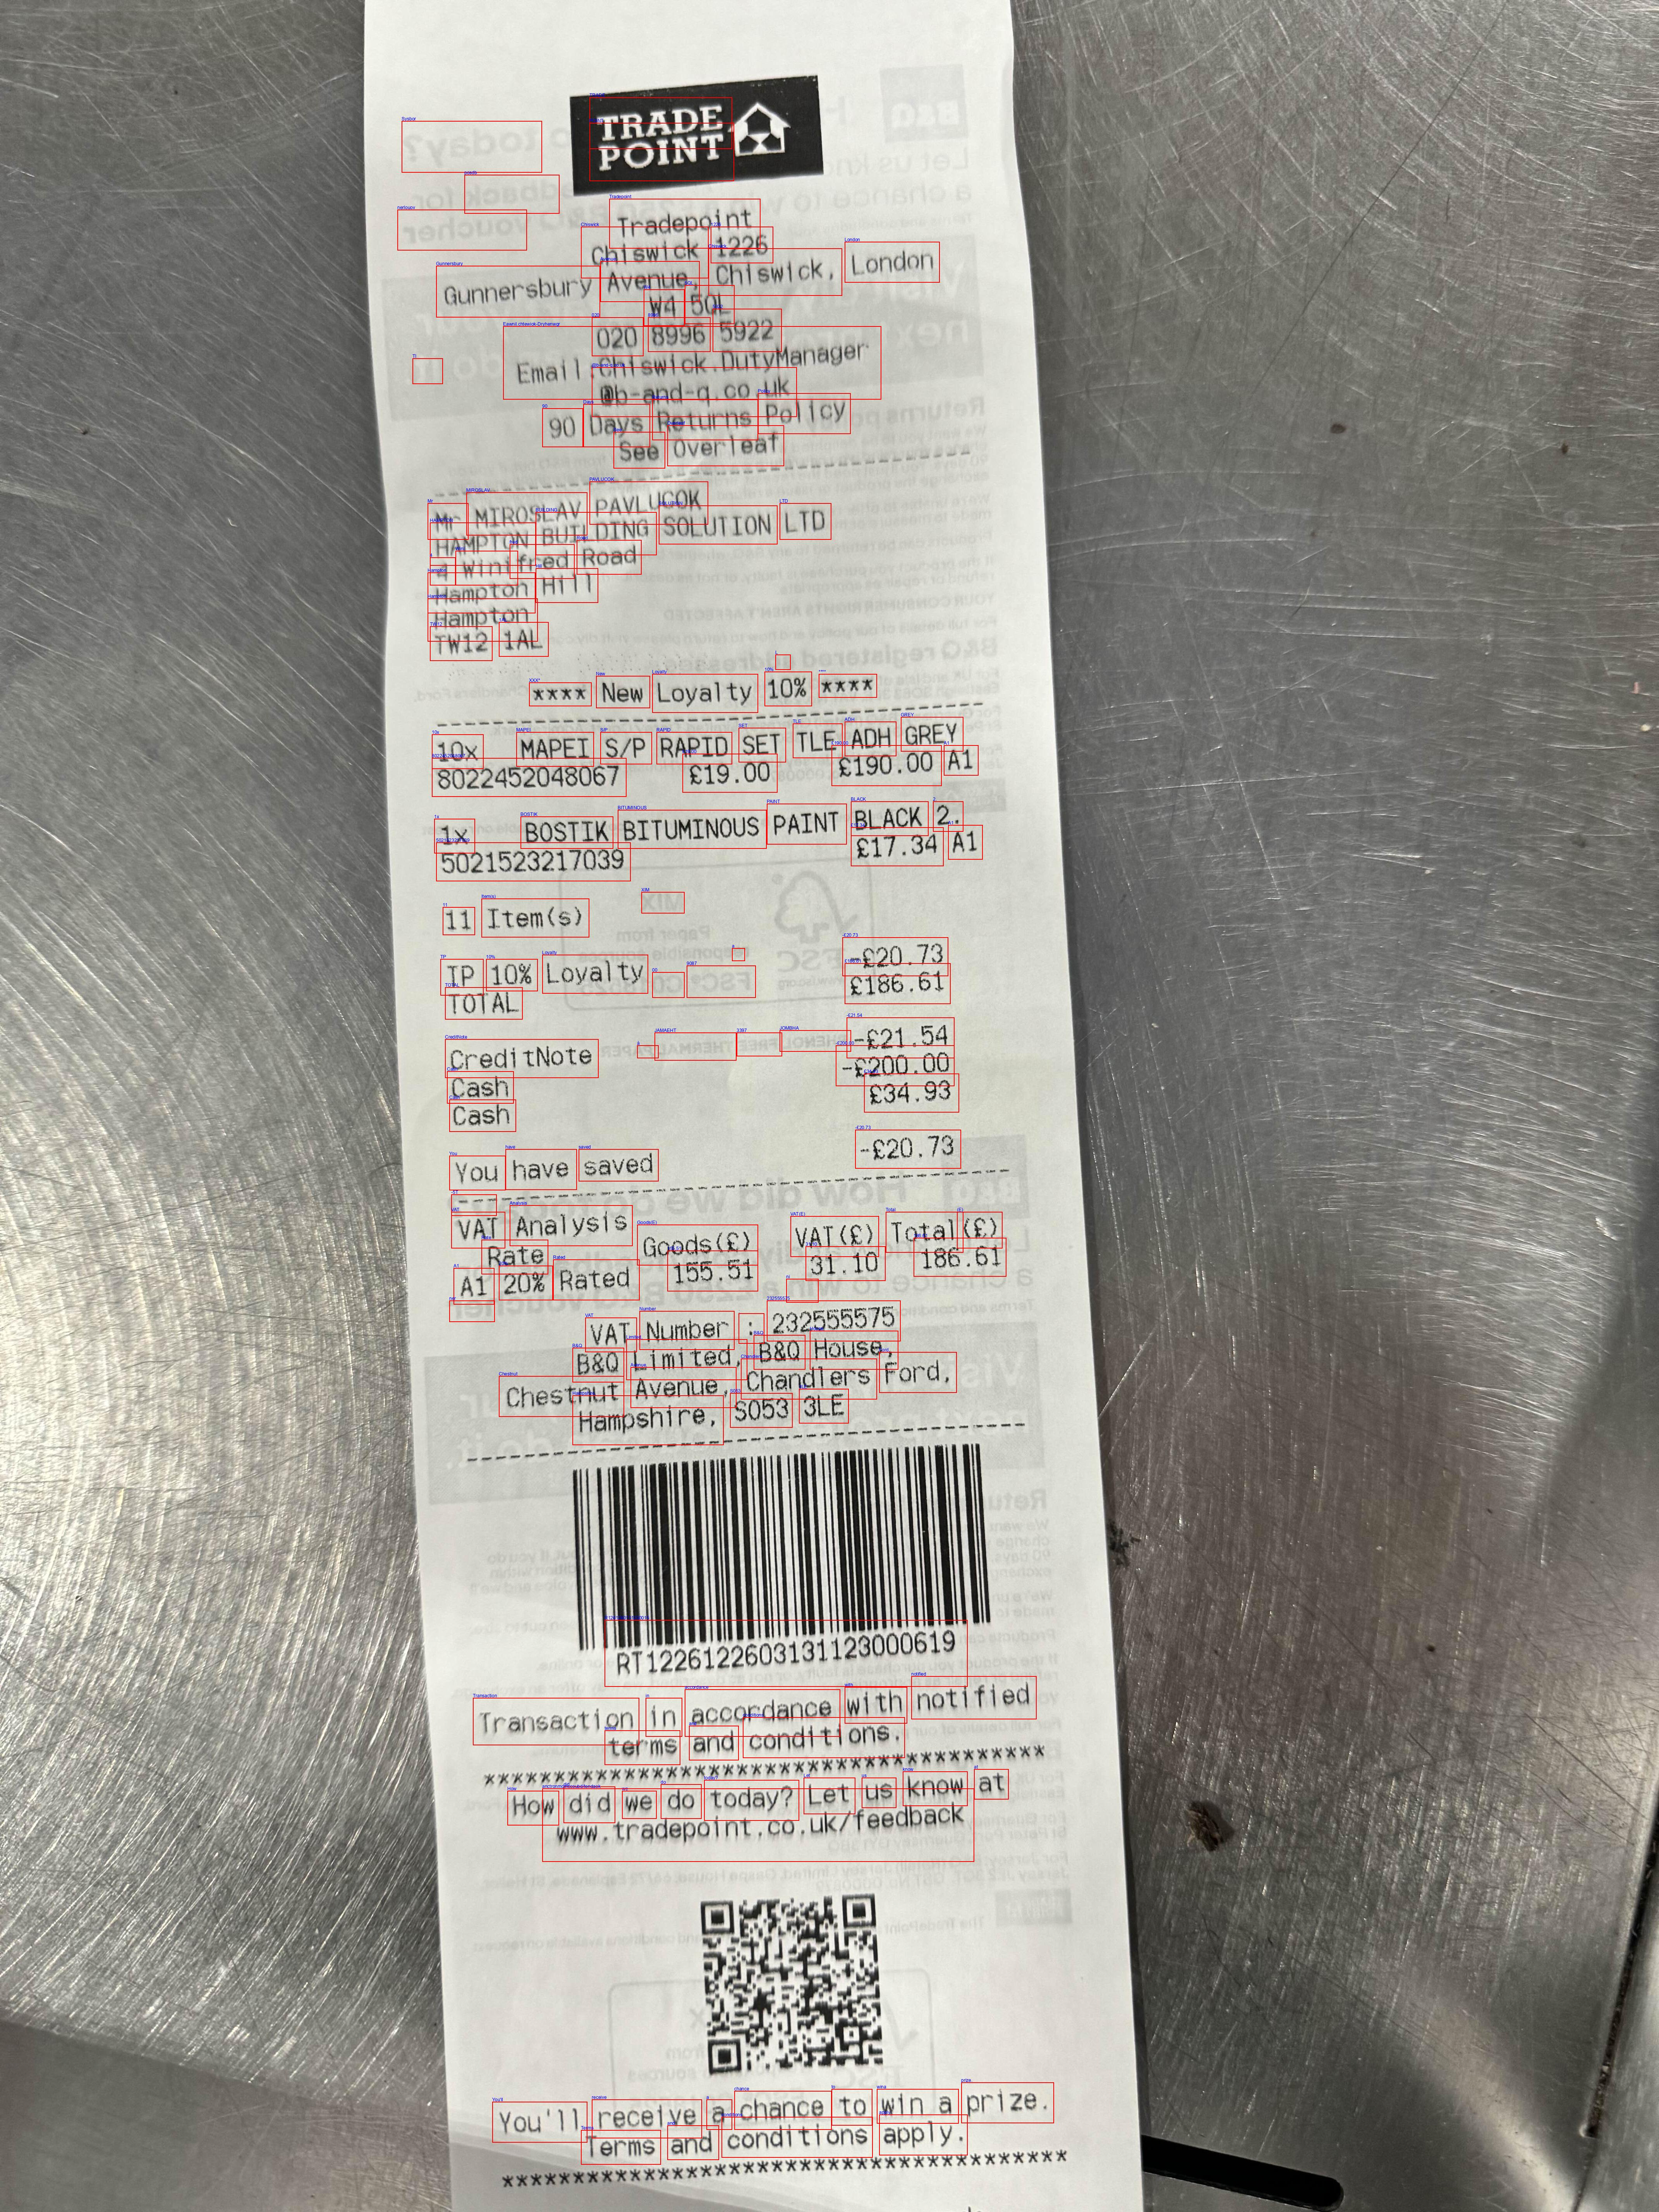 TRADE
POINT
Tradepoint
Chiswick 1226
Gunnersbury Avenue, Chiswick, London
W4 5QL
020 8996 5922
Email:Chiswick.DutyManager
@b-and-q.co.uk
90 Days Returns Policy
See Overleaf
Mr MIROSLAV PAVLUCOK
HAMPTON BUILDING SOLUTION LTD
4 Winifred Road
Hampton Hill
Hampton
TW12 1AL
**** New Loyalty 10% ****
10x MAPEI S/P RAPID SET TLE ADH GREY
8022452048067 £19.00 £190.00 A1
1x BOSTIK BITUMINOUS PAINT BLACK 2.
5021523217039 £17.34 A1
11 Item(s)
TP 10% Loyalty -£20.73
TOTAL £186.61
CreditNote -£21.54
Cash -£200.00
Cash £34.93
You have saved -£20.73
VAT Analysis
Rate Goods(£) VAT(£) Total(£)
A1 20% Rated 155.51 31.10 186.61
VAT Number : 232555575
B&Q Limited, B&Q House,
Chestnut Avenue, Chandlers Ford,
Hampshire, SO53 3LE
RT1226122603131123000619
Transaction in accordance with notified
terms and conditions.
****************************************
How did we do today? Let us know at
www.tradepoint.co.uk/feedback
You'll receive a chance to win a prize.
Terms and conditions apply.
****************************************